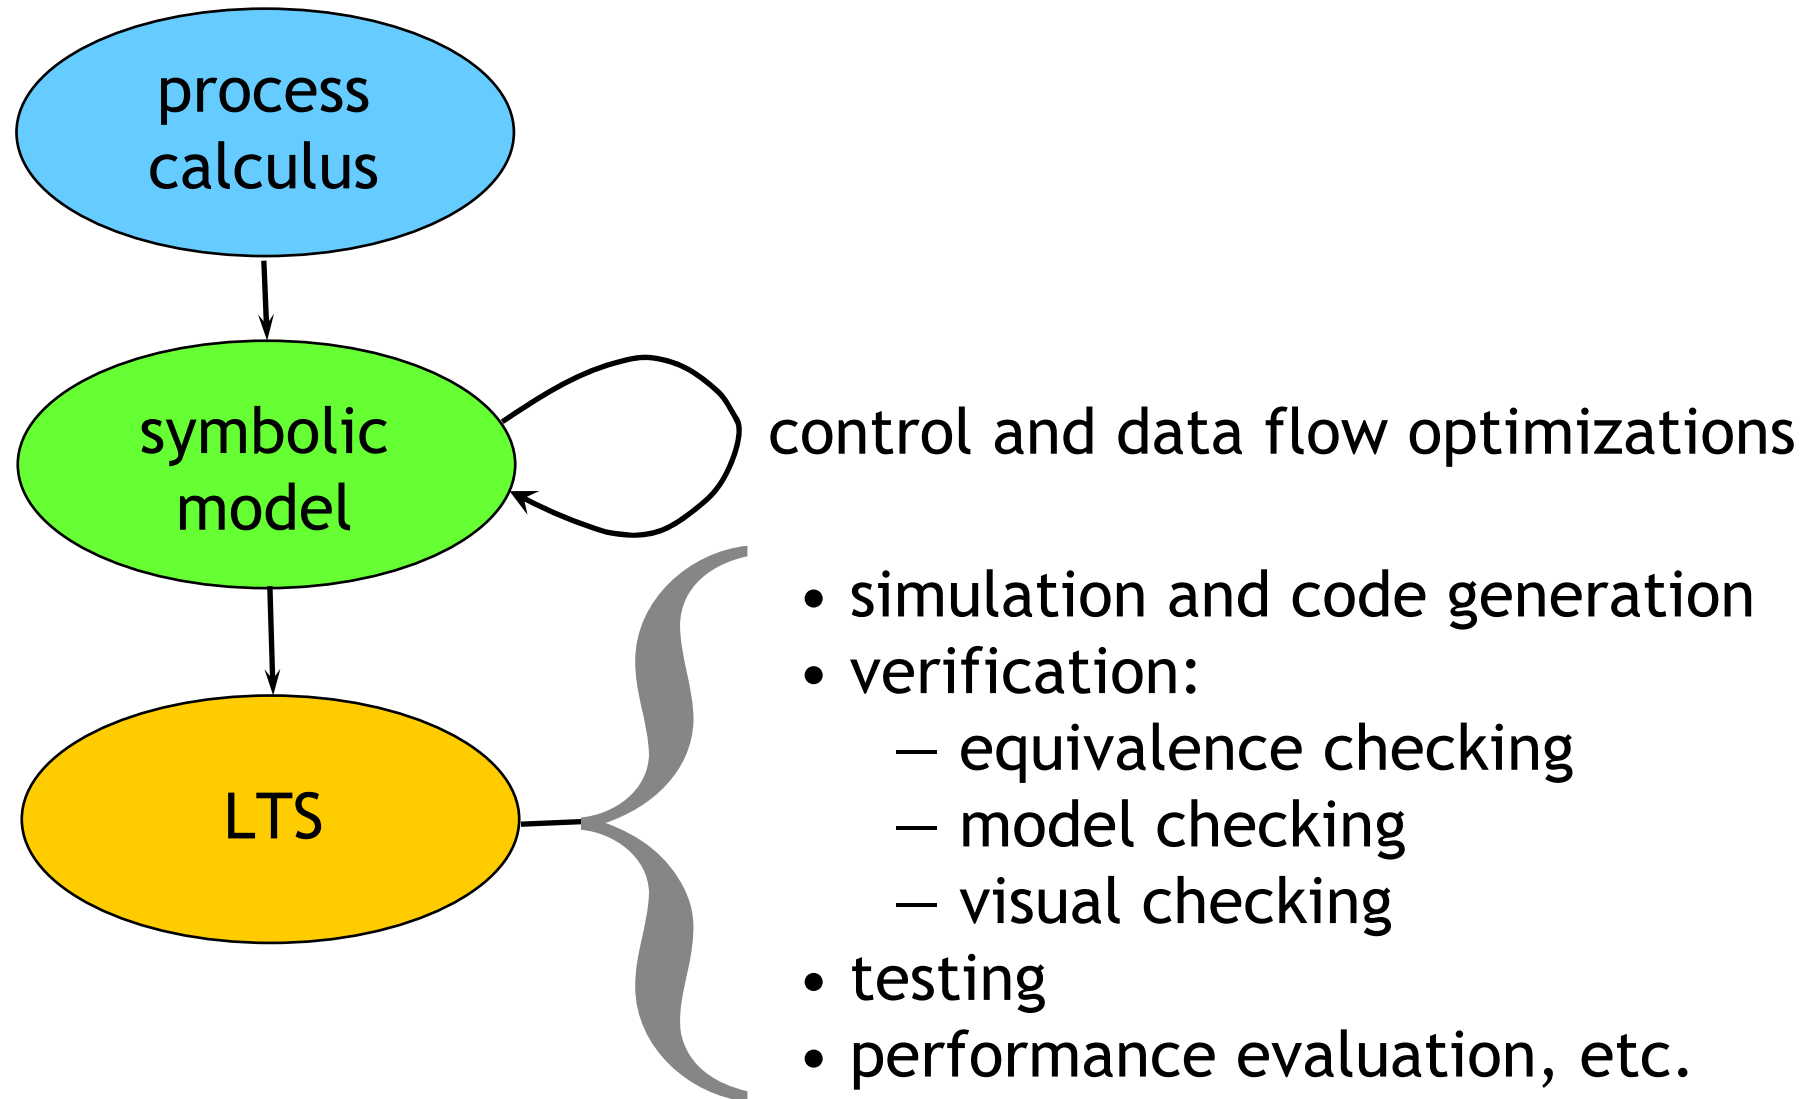 process
calculus
symbolic
model
control and data flow optimizations
LTS
• simulation and code generation
• verification:
— equivalence checking
— model checking
— visual checking
• testing
• performance evaluation, etc.